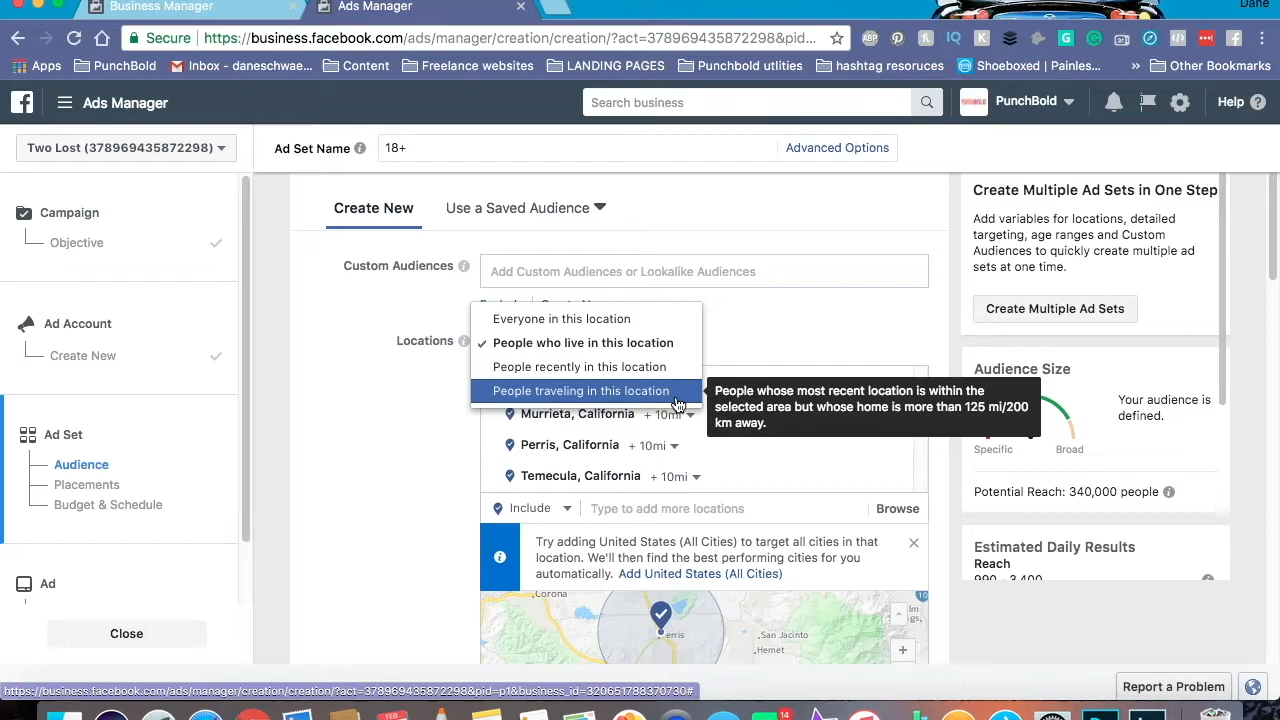 Dane
Business Manager
Ads Manager
Secure https://business.facebook.com/ads/manager/creation/creation/?act=378969435872298&pid...
Apps PunchBold Inbox - daneschwae... Content Freelance websites LANDING PAGES Punchbold utlities hashtag resoruces Shoeboxed | Painles... » Other Bookmarks
Ads Manager
Search business
PunchBold
Help
Two Lost (378969435872298)
Ad Set Name
18+
Advanced Options
Campaign
Objective
Ad Account
Create New
Ad Set
Audience
Placements
Budget & Schedule
Ad
Close
Create New
Use a Saved Audience
Custom Audiences
Add Custom Audiences or Lookalike Audiences
Locations
Everyone in this location
People who live in this location
People recently in this location
People traveling in this location
People whose most recent location is within the
selected area but whose home is more than 125 mi/200
km away.
Murrieta, California + 10mi
Perris, California + 10mi
Temecula, California + 10mi
Include
Type to add more locations
Browse
Try adding United States (All Cities) to target all cities in that
location. We'll then find the best performing cities for you
automatically. Add United States (All Cities)
Corona
Perris
San Jacinto
Hemet
10
Create Multiple Ad Sets in One Step
Add variables for locations, detailed
targeting, age ranges and Custom
Audiences to quickly create multiple ad
sets at one time.
Create Multiple Ad Sets
Audience Size
Your audience is
defined.
Specific
Broad
Potential Reach: 340,000 people
Estimated Daily Results
Reach
990 - 3,400
Report a Problem
https://business.facebook.com/ads/manager/creation/creation/?act=378969435872298&pid=p1&business_id=320651788370730#
FEB
14